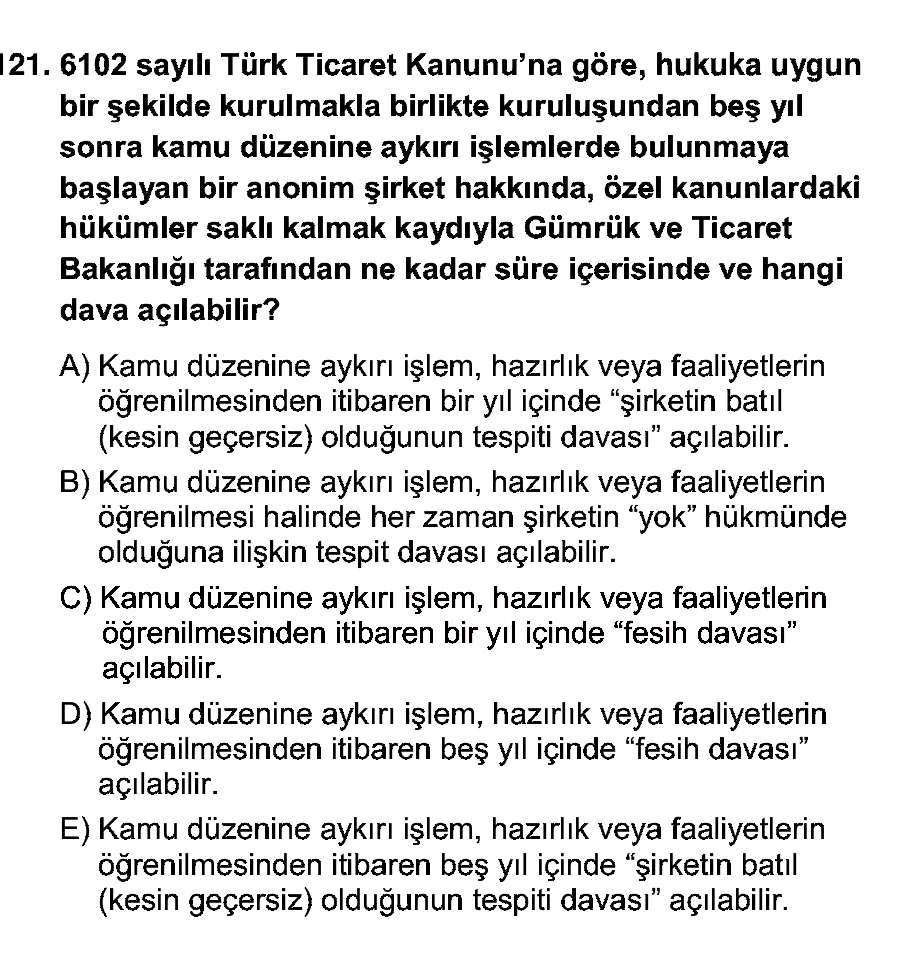 121. 6102 sayılı Türk Ticaret Kanunu’na göre, hukuka uygun
bir şekilde kurulmakla birlikte kuruluşundan beş yıl
sonra kamu düzenine aykırı işlemlerde bulunmaya
başlayan bir anonim şirket hakkında, özel kanunlardaki
hükümler saklı kalmak kaydıyla Gümrük ve Ticaret
Bakanlığı tarafından ne kadar süre içerisinde ve hangi
dava açılabilir?
A) Kamu düzenine aykırı işlem, hazırlık veya faaliyetlerin
öğrenilmesinden itibaren bir yıl içinde “şirketin batıl
(kesin geçersiz) olduğunun tespiti davası” açılabilir.
B) Kamu düzenine aykırı işlem, hazırlık veya faaliyetlerin
öğrenilmesi halinde her zaman şirketin “yok” hükmünde
olduğuna ilişkin tespit davası açılabilir.
C) Kamu düzenine aykırı işlem, hazırlık veya faaliyetlerin
öğrenilmesinden itibaren bir yıl içinde “fesih davası”
açılabilir.
D) Kamu düzenine aykırı işlem, hazırlık veya faaliyetlerin
öğrenilmesinden itibaren beş yıl içinde “fesih davası”
açılabilir.
E) Kamu düzenine aykırı işlem, hazırlık veya faaliyetlerin
öğrenilmesinden itibaren beş yıl içinde “şirketin batıl
(kesin geçersiz) olduğunun tespiti davası” açılabilir.